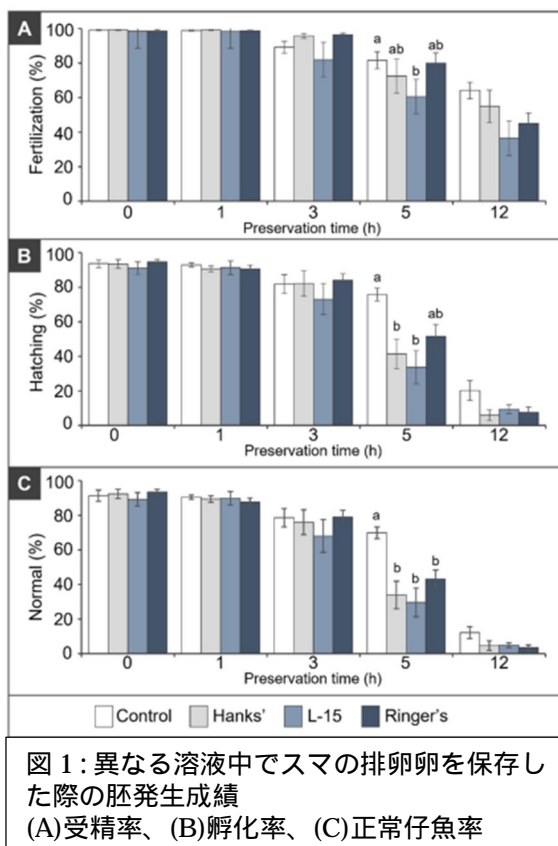 A
Fertilization (%)
100
80
60
40
20
0
a
ab
b
ab
0 1 3 5 12
Preservation time (h)
B
Hatching (%)
100
80
60
40
20
0
a
b
b
ab
0 1 3 5 12
Preservation time (h)
C
Normal (%)
100
80
60
40
20
0
a
b
b
b
0 1 3 5 12
Preservation time (h)
Control Hanks' L-15 Ringer's
図 1 : 異なる溶液中でスマの排卵卵を保存し
た際の胚発生成績
(A)受精率、(B)孵化率、(C)正常仔魚率